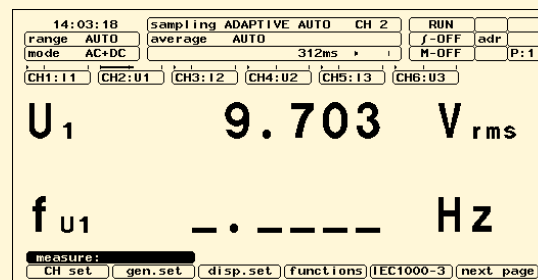 14:03:18 sampling ADAPTIVE AUTO CH 2 RUN
range AUTO average AUTO ∫-OFF adr
mode AC+DC 312ms M-OFF P:1
CH1:I1 CH2:U1 CH3:I2 CH4:U2 CH5:I3 CH6:U3
U1 9.703 Vrms
fU1 _.____ Hz
measure:
CH set gen.set disp.set functions IEC1000-3 next page